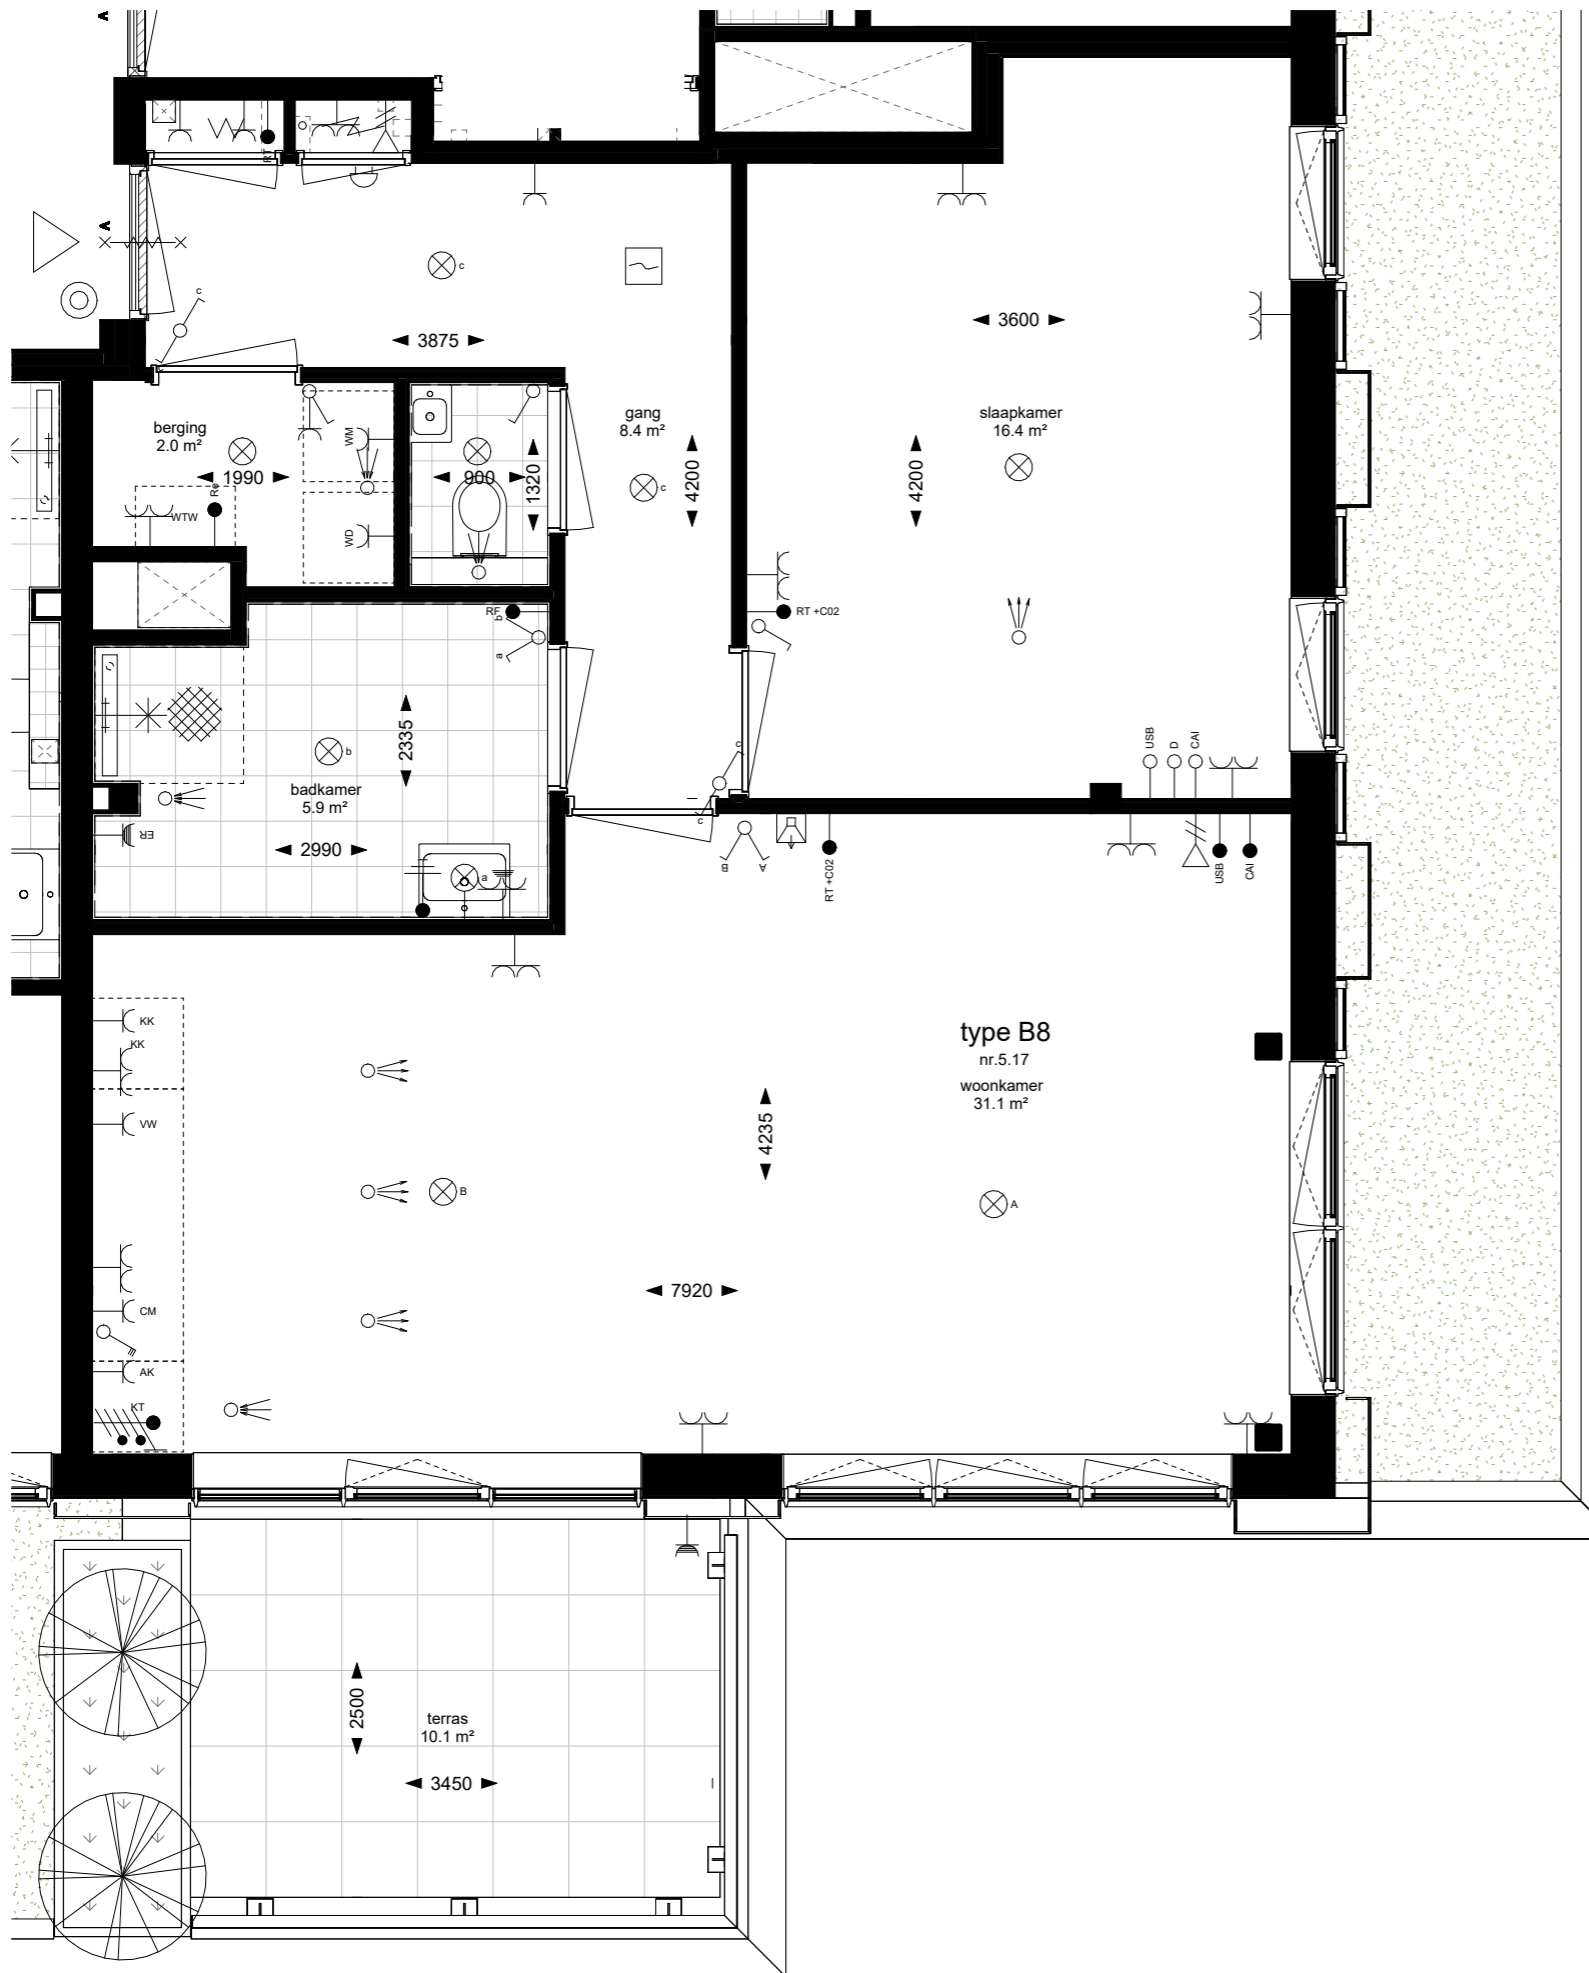 A
RT
A
c
c
3875
3600
berging
2.0 m²
1990
WM
WD
Re
WTW
900
1320
gang
8.4 m²
c
4200
slaapkamer
16.4 m²
4200
RF
b
a
RT +C02
2335
b
badkamer
5.9 m²
2990
ER
a
c
c
B
A
RT +C02
USB
D
CAI
USB
CAI
KK
KK
VW
type B8
nr.5.17
woonkamer
31.1 m²
4235
B
A
7920
CM
AK
KT
2500
terras
10.1 m²
3450